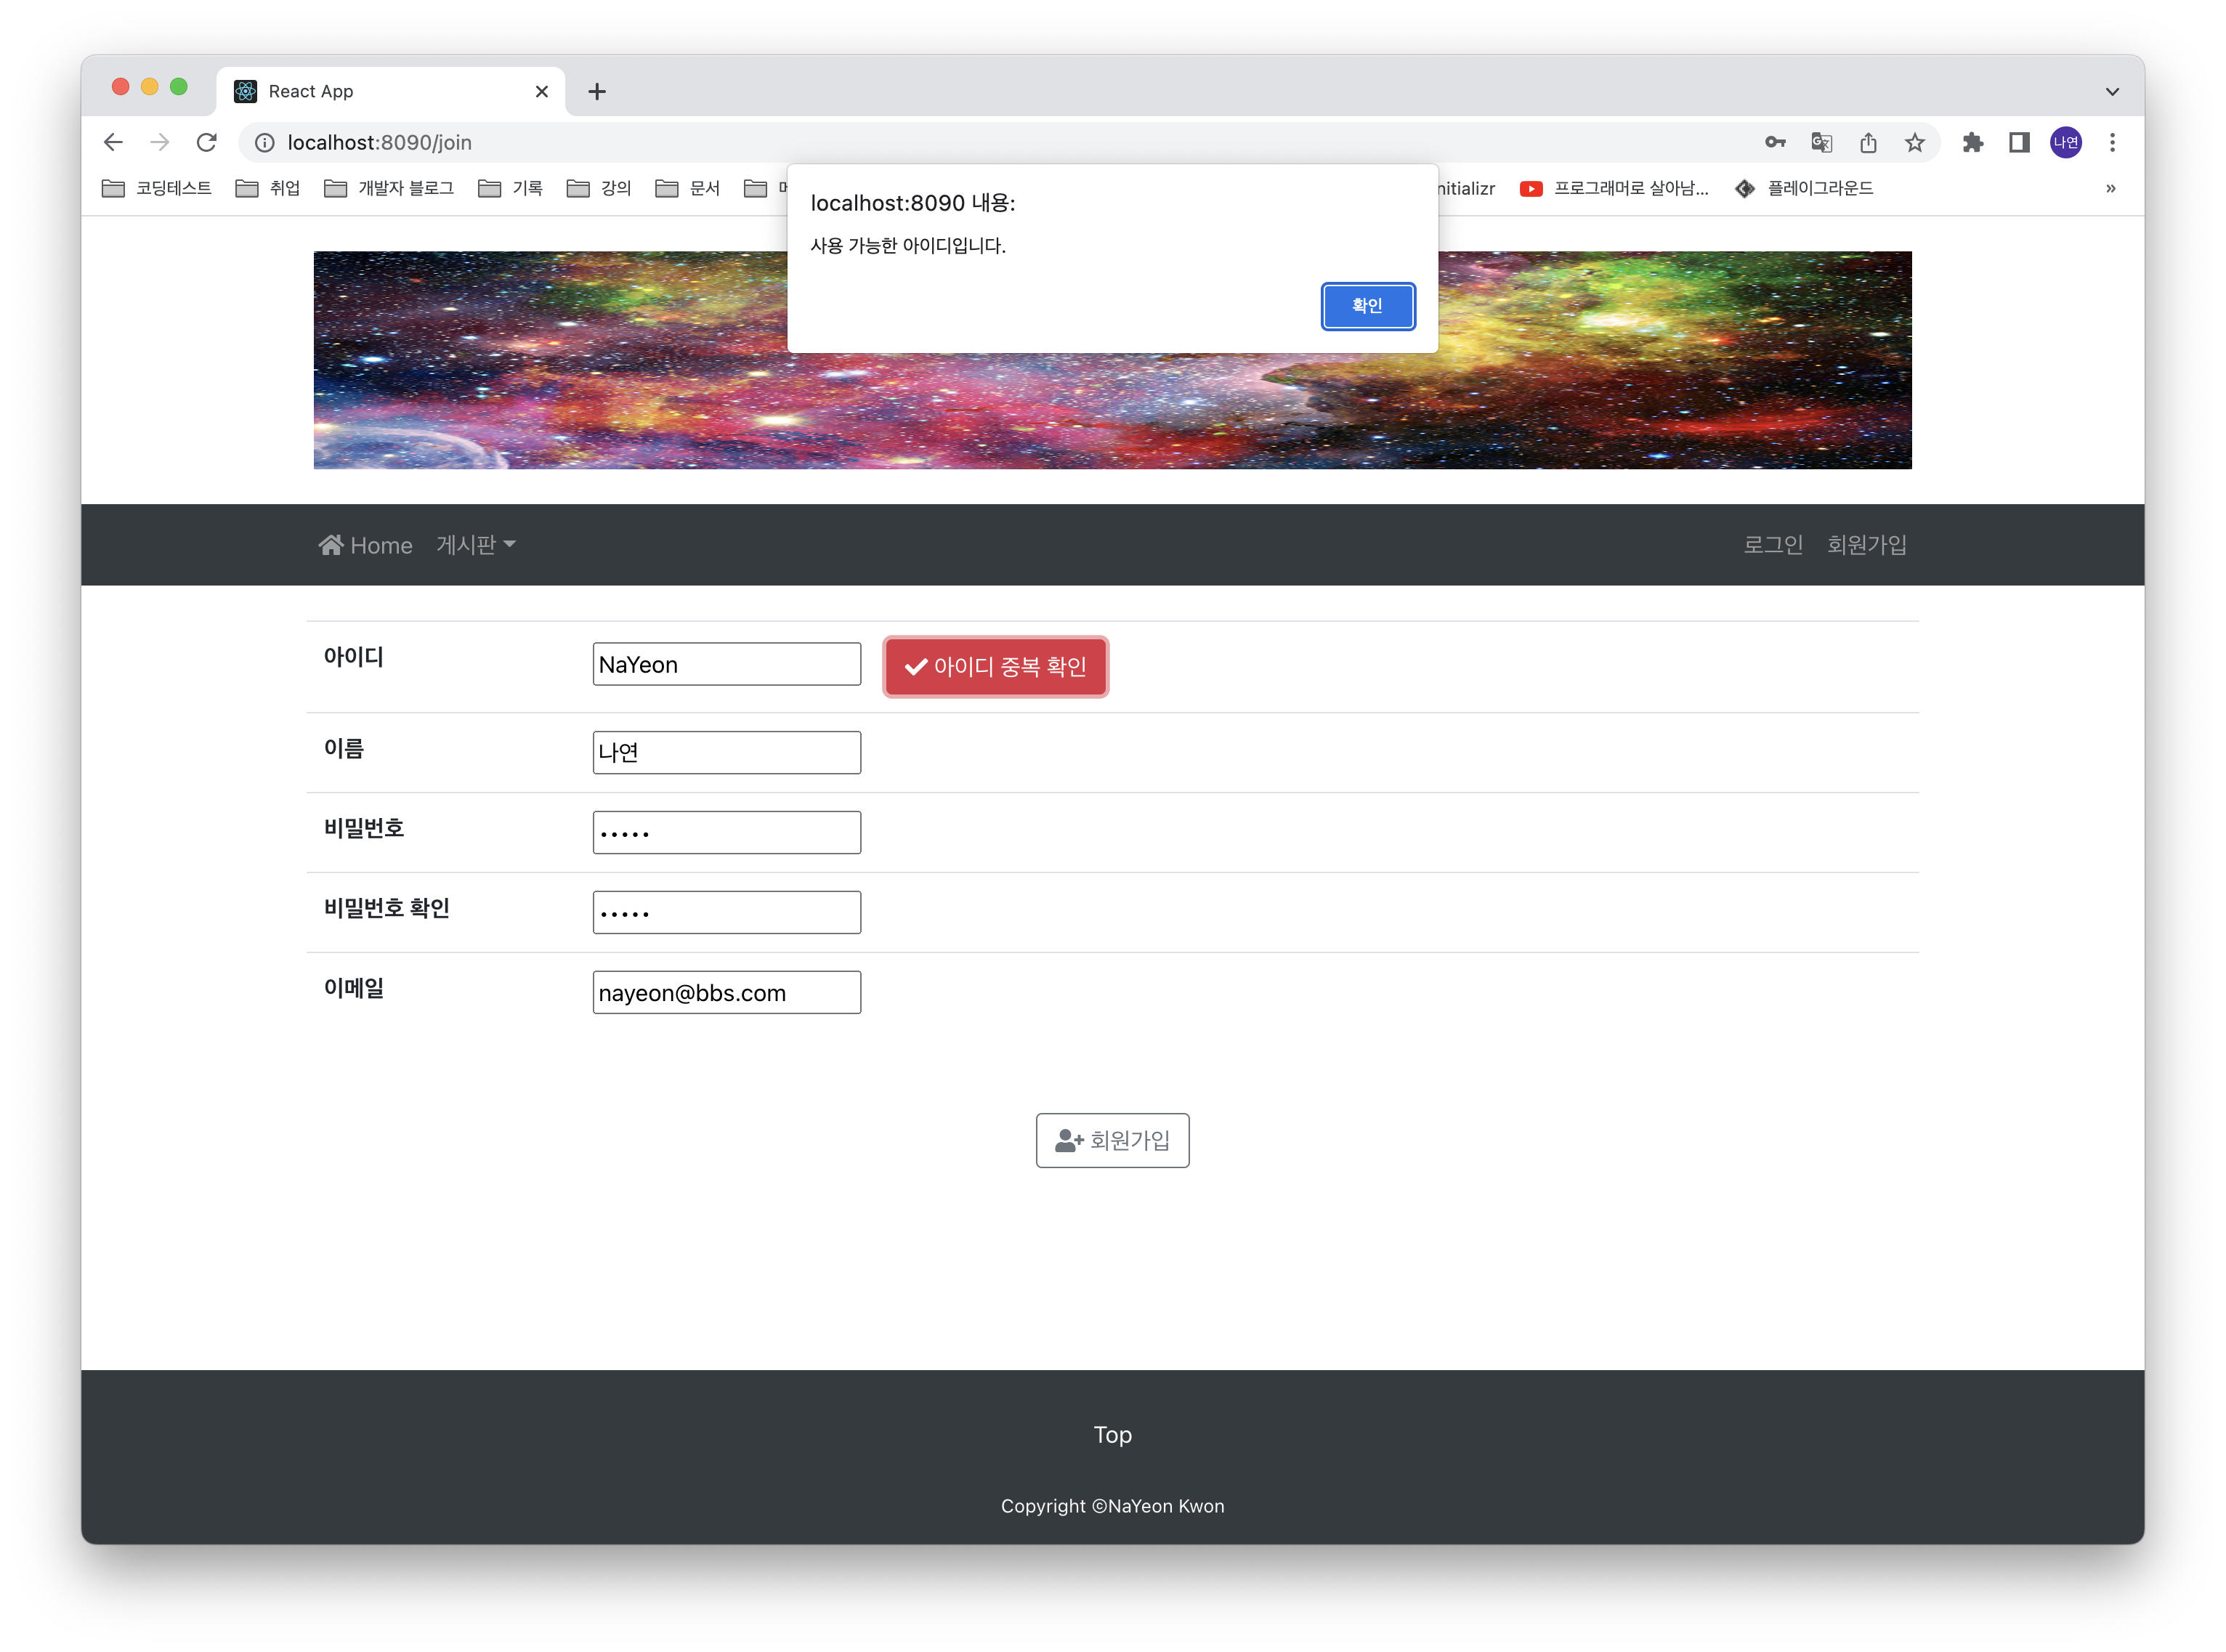 React App
localhost:8090/join
나연
코딩테스트 취업 개발자 블로그 기록 강의 문서 nitializr 프로그래머로 살아남... 플레이그라운드 »
localhost:8090 내용:
사용 가능한 아이디입니다.
확인
Home 게시판 로그인 회원가입
아이디 NaYeon 아이디 중복 확인
이름 나연
비밀번호 •••••
비밀번호 확인 •••••
이메일 nayeon@bbs.com
회원가입
Top
Copyright ©NaYeon Kwon